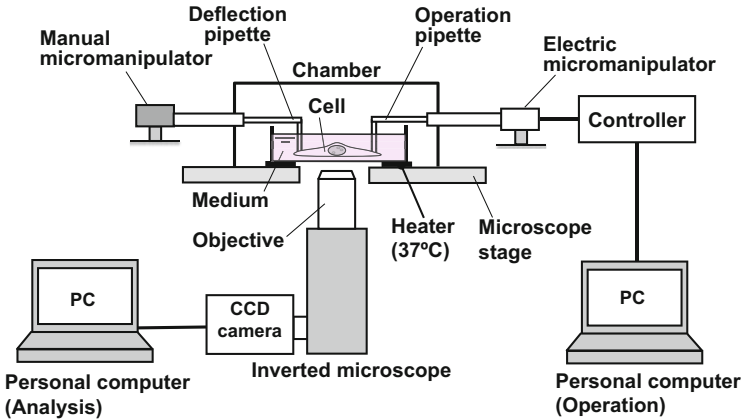 Deflection
pipette
Operation
pipette
Manual
micromanipulator
Electric
micromanipulator
Chamber
Cell
Controller
Medium
Objective
Heater
(37ºC)
Microscope
stage
PC
CCD
camera
PC
Inverted microscope
Personal computer
(Analysis)
Personal computer
(Operation)